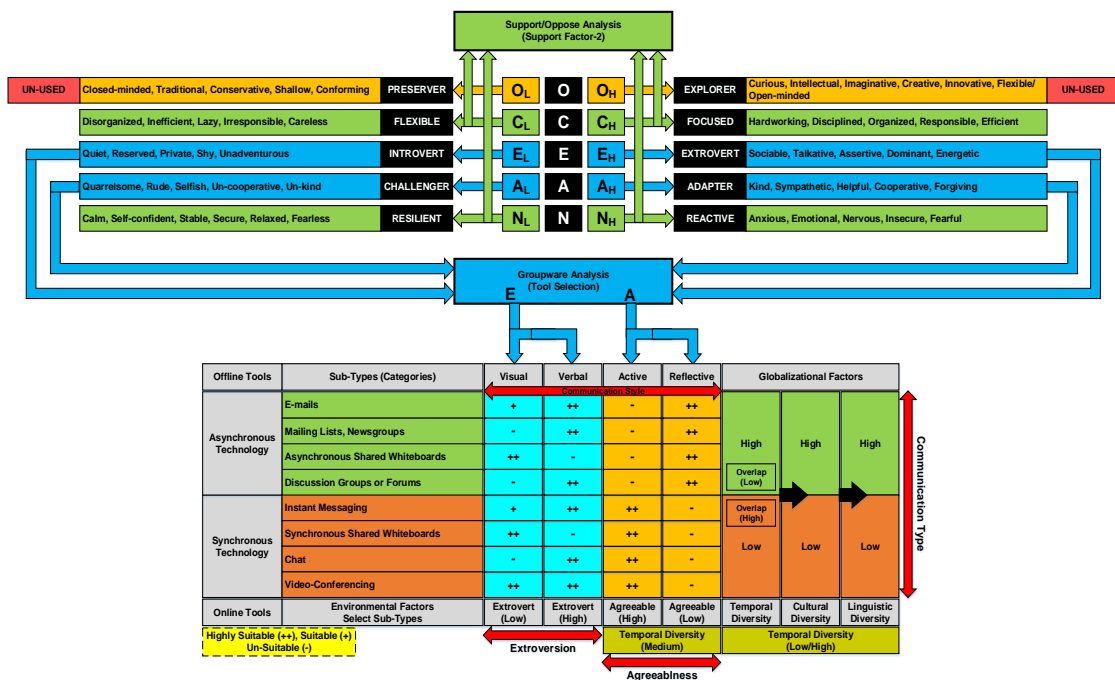 Support/Oppose Analysis
(Support Factor-2)
UN-USED
Closed-minded, Traditional, Conservative, Shallow, Conforming
PRESERVER
OL
O
OH
EXPLORER
Curious, Intellectual, Imaginative, Creative, Innovative, Flexible/
Open-minded
UN-USED
Disorganized, Inefficient, Lazy, Irresponsible, Careless
FLEXIBLE
CL
C
CH
FOCUSED
Hardworking, Disciplined, Organized, Responsible, Efficient
Quiet, Reserved, Private, Shy, Unadventurous
INTROVERT
EL
E
EH
EXTROVERT
Sociable, Talkative, Assertive, Dominant, Energetic
Quarrelsome, Rude, Selfish, Un-cooperative, Un-kind
CHALLENGER
AL
A
AH
ADAPTER
Kind, Sympathetic, Helpful, Cooperative, Forgiving
Calm, Self-confident, Stable, Secure, Relaxed, Fearless
RESILIENT
NL
N
NH
REACTIVE
Anxious, Emotional, Nervous, Insecure, Fearful
Groupware Analysis
(Tool Selection)
E
A
Offline Tools
Sub-Types (Categories)
Visual
Verbal
Active
Reflective
Globalizational Factors
Communication Style
Asynchronous
Technology
E-mails
+
++
-
++
Mailing Lists, Newsgroups
-
++
-
++
Asynchronous Shared Whiteboards
++
-
-
++
Discussion Groups or Forums
-
++
-
++
High
High
High
Overlap
(Low)
Synchronous
Technology
Instant Messaging
+
++
++
-
Synchronous Shared Whiteboards
++
-
++
-
Chat
-
++
++
-
Video-Conferencing
++
++
++
-
Overlap
(High)
Low
Low
Low
Communication Type
Online Tools
Environmental Factors
Select Sub-Types
Extrovert
(Low)
Extrovert
(High)
Agreeable
(High)
Agreeable
(Low)
Temporal
Diversity
Cultural
Diversity
Linguistic
Diversity
Highly Suitable (++), Suitable (+)
Un-Suitable (-)
Extroversion
Temporal Diversity
(Medium)
Temporal Diversity
(Low/High)
Agreeablness